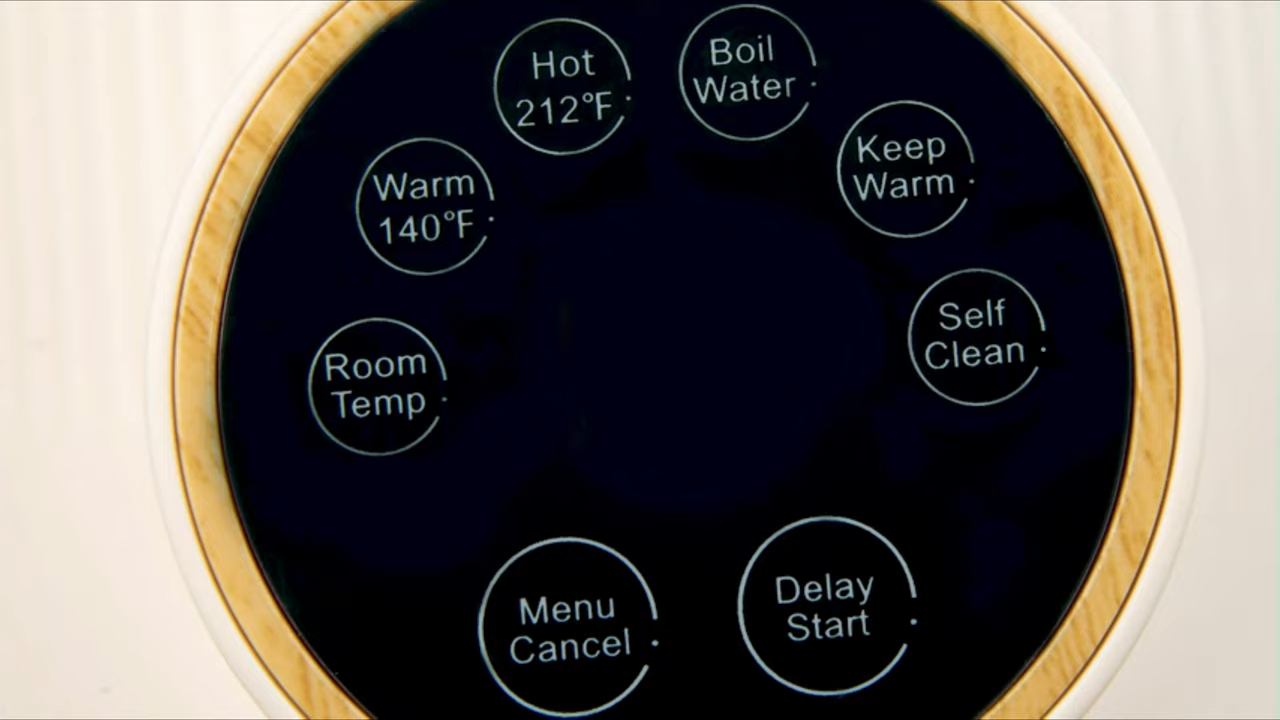 Hot
212°F
Boil
Water
Warm
140°F
Keep
Warm
Room
Temp
Self
Clean
Menu
Cancel
Delay
Start